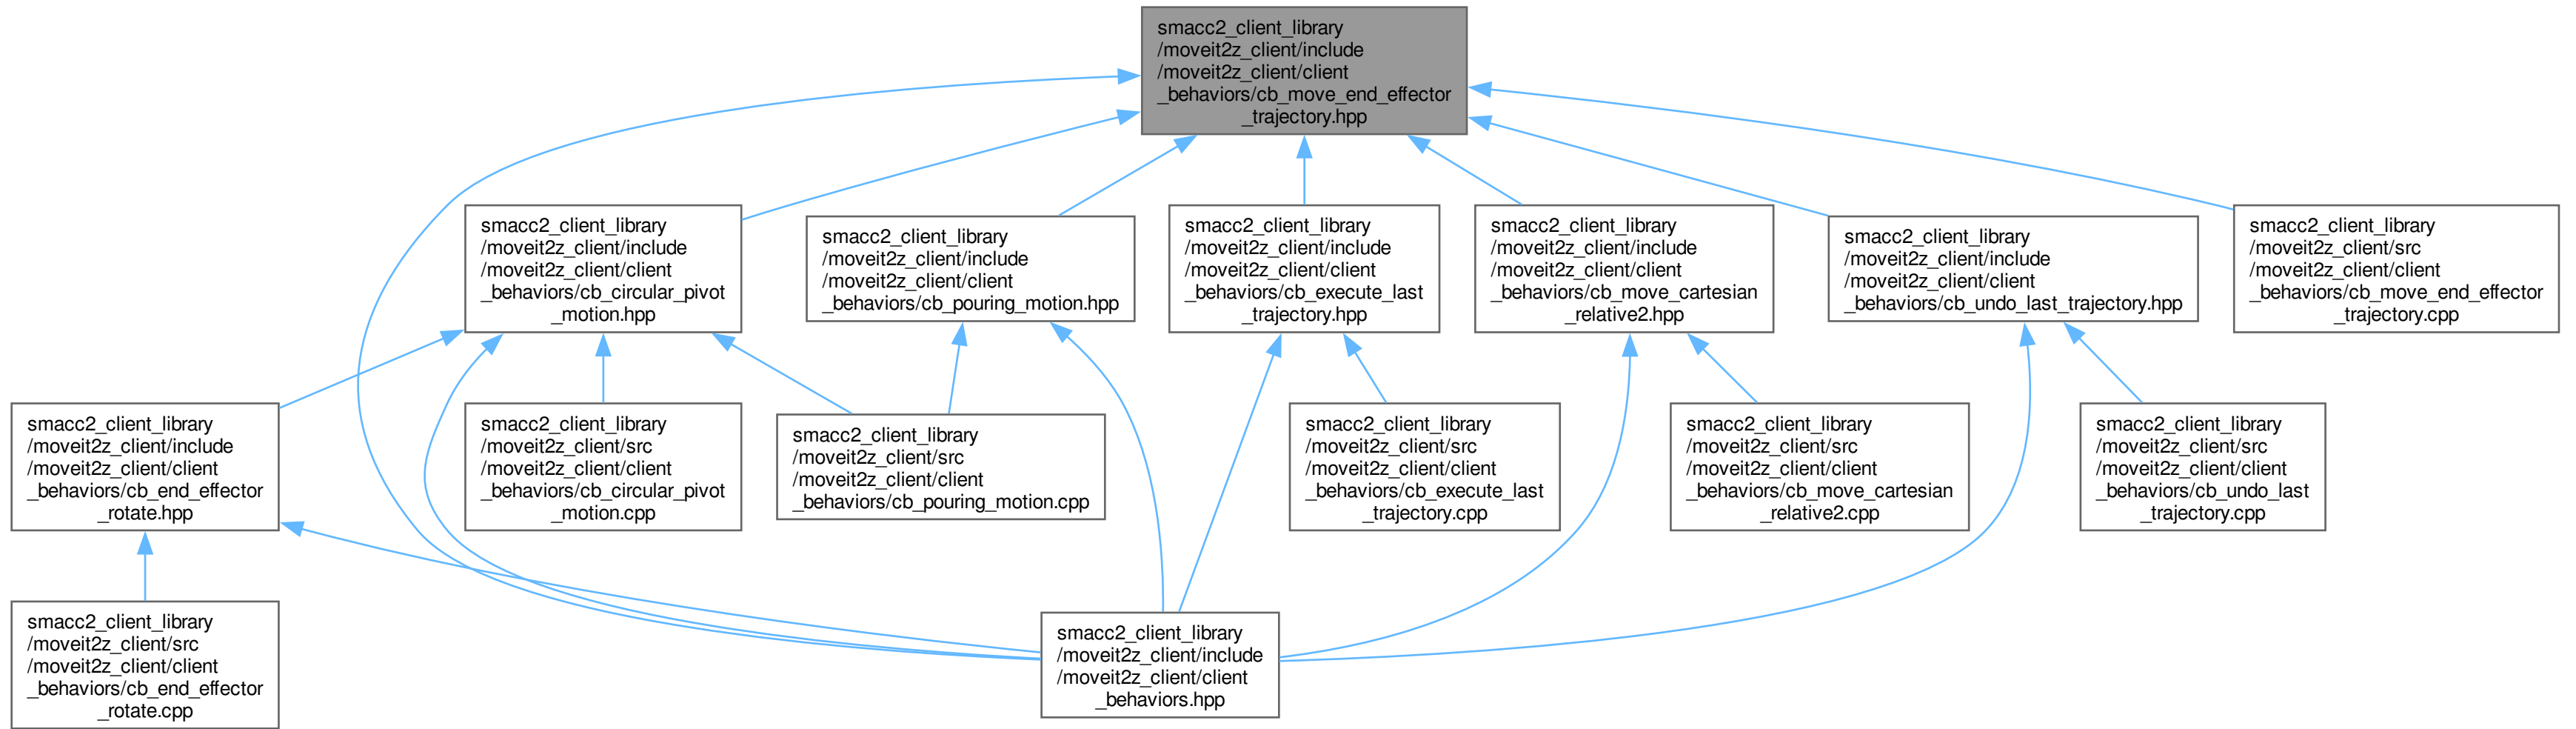 smacc2_client_library
/moveit2z_client/include
/moveit2z_client/client
_behaviors/cb_move_end_effector
_trajectory.hpp
smacc2_client_library
/moveit2z_client/include
/moveit2z_client/client
_behaviors/cb_circular_pivot
_motion.hpp
smacc2_client_library
/moveit2z_client/include
/moveit2z_client/client
_behaviors/cb_pouring_motion.hpp
smacc2_client_library
/moveit2z_client/include
/moveit2z_client/client
_behaviors/cb_execute_last
_trajectory.hpp
smacc2_client_library
/moveit2z_client/include
/moveit2z_client/client
_behaviors/cb_move_cartesian
_relative2.hpp
smacc2_client_library
/moveit2z_client/include
/moveit2z_client/client
_behaviors/cb_undo_last_trajectory.hpp
smacc2_client_library
/moveit2z_client/src
/moveit2z_client/client
_behaviors/cb_move_end_effector
_trajectory.cpp
smacc2_client_library
/moveit2z_client/include
/moveit2z_client/client
_behaviors/cb_end_effector
_rotate.hpp
smacc2_client_library
/moveit2z_client/src
/moveit2z_client/client
_behaviors/cb_circular_pivot
_motion.cpp
smacc2_client_library
/moveit2z_client/src
/moveit2z_client/client
_behaviors/cb_pouring_motion.cpp
smacc2_client_library
/moveit2z_client/src
/moveit2z_client/client
_behaviors/cb_execute_last
_trajectory.cpp
smacc2_client_library
/moveit2z_client/src
/moveit2z_client/client
_behaviors/cb_move_cartesian
_relative2.cpp
smacc2_client_library
/moveit2z_client/src
/moveit2z_client/client
_behaviors/cb_undo_last
_trajectory.cpp
smacc2_client_library
/moveit2z_client/src
/moveit2z_client/client
_behaviors/cb_end_effector
_rotate.cpp
smacc2_client_library
/moveit2z_client/include
/moveit2z_client/client
_behaviors.hpp